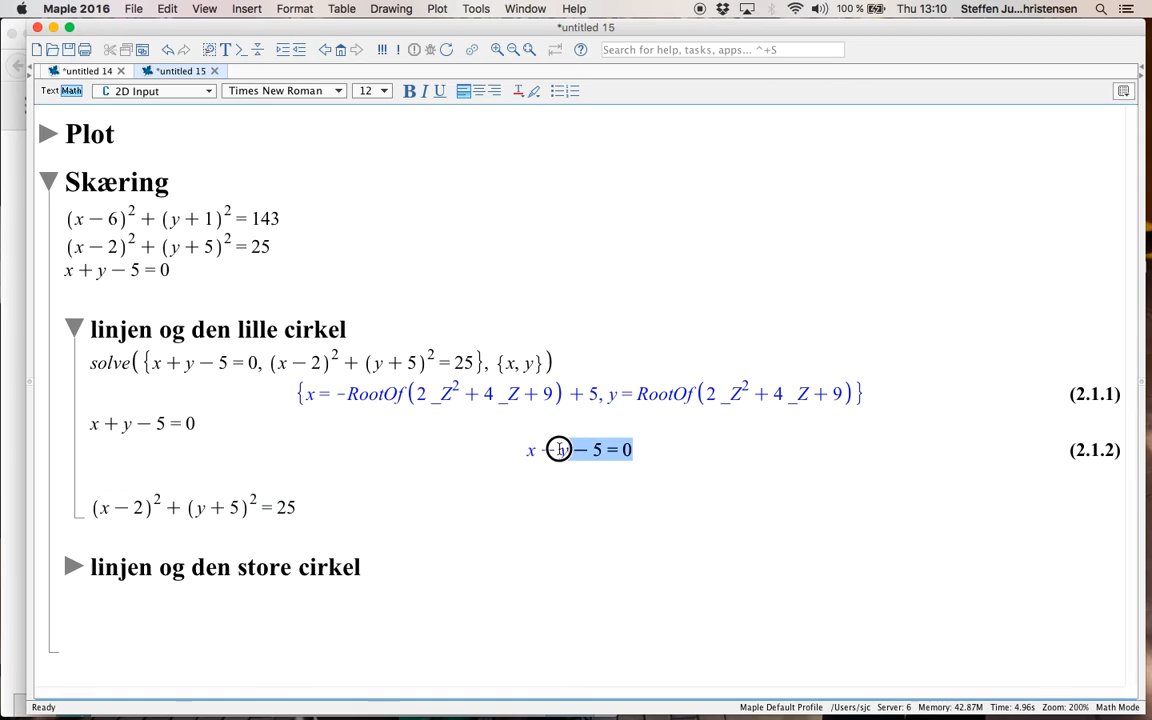 Maple 2016 File Edit View Insert Format Table Drawing Plot Tools Window Help 100 % Thu 13:10 Steffen Ju...hristensen
*untitled 15
Search for help, tasks, apps... ^+S
*untitled 14 *untitled 15
Text Math C 2D Input Times New Roman 12 B I U
Plot
Skæring
(x − 6)² + (y + 1)² = 143
(x − 2)² + (y + 5)² = 25
x + y − 5 = 0
linjen og den lille cirkel
solve({x + y − 5 = 0, (x − 2)² + (y + 5)² = 25}, {x, y})
{x = −RootOf(2 _Z² + 4 _Z + 9) + 5, y = RootOf(2 _Z² + 4 _Z + 9)} (2.1.1)
x + y − 5 = 0
x + y − 5 = 0 (2.1.2)
(x − 2)² + (y + 5)² = 25
linjen og den store cirkel
Ready Maple Default Profile /Users/sjc Server: 6 Memory: 42.87M Time: 4.96s Zoom: 200% Math Mode